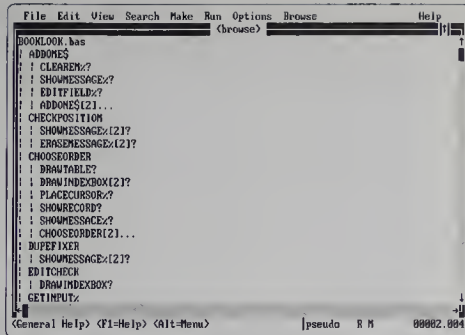 File Edit View Search Make Run Options Browse Help
<browse>
BOOKLOOK.bas
¦ ADDOME$
¦ ¦ CLEAREM%?
¦ ¦ SHOWMESSAGE%?
¦ ¦ EDITFIELD%?
¦ ¦ ADDONE$[2]...
CHECKPOSITION
¦ ¦ SHOWMESSAGE%[2]?
¦ ¦ ERASEMESSAGE%[2]?
¦ CHOOSEORDER
¦ ¦ DRAWTABLE?
¦ ¦ DRAWINDEXBOX[2]?
¦ ¦ PLACECURSOR%?
¦ ¦ SHOWRECORD?
¦ ¦ SHOWMESSAGE%?
¦ ¦ CHOOSEORDER[2]...
¦ DUPEFIXER
¦ ¦ SHOWMESSAGE%[2]?
¦ EDITCHECK
¦ ¦ DRAWINDEXBOX?
¦ GETINPUT%
<General Help> <F1=Help> <Alt=Menu> pseudo R M 00002.004